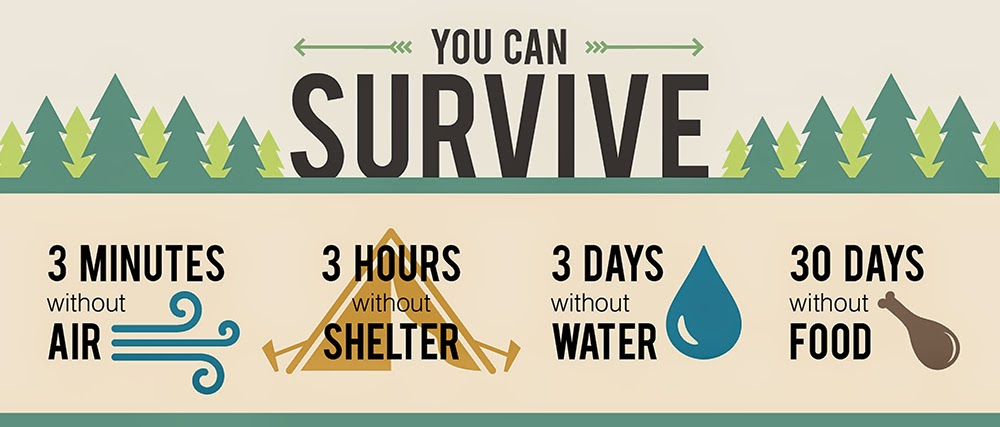 YOU CAN
SURVIVE
3 MINUTES
without
AIR
3 HOURS
without
SHELTER
3 DAYS
without
WATER
30 DAYS
without
FOOD